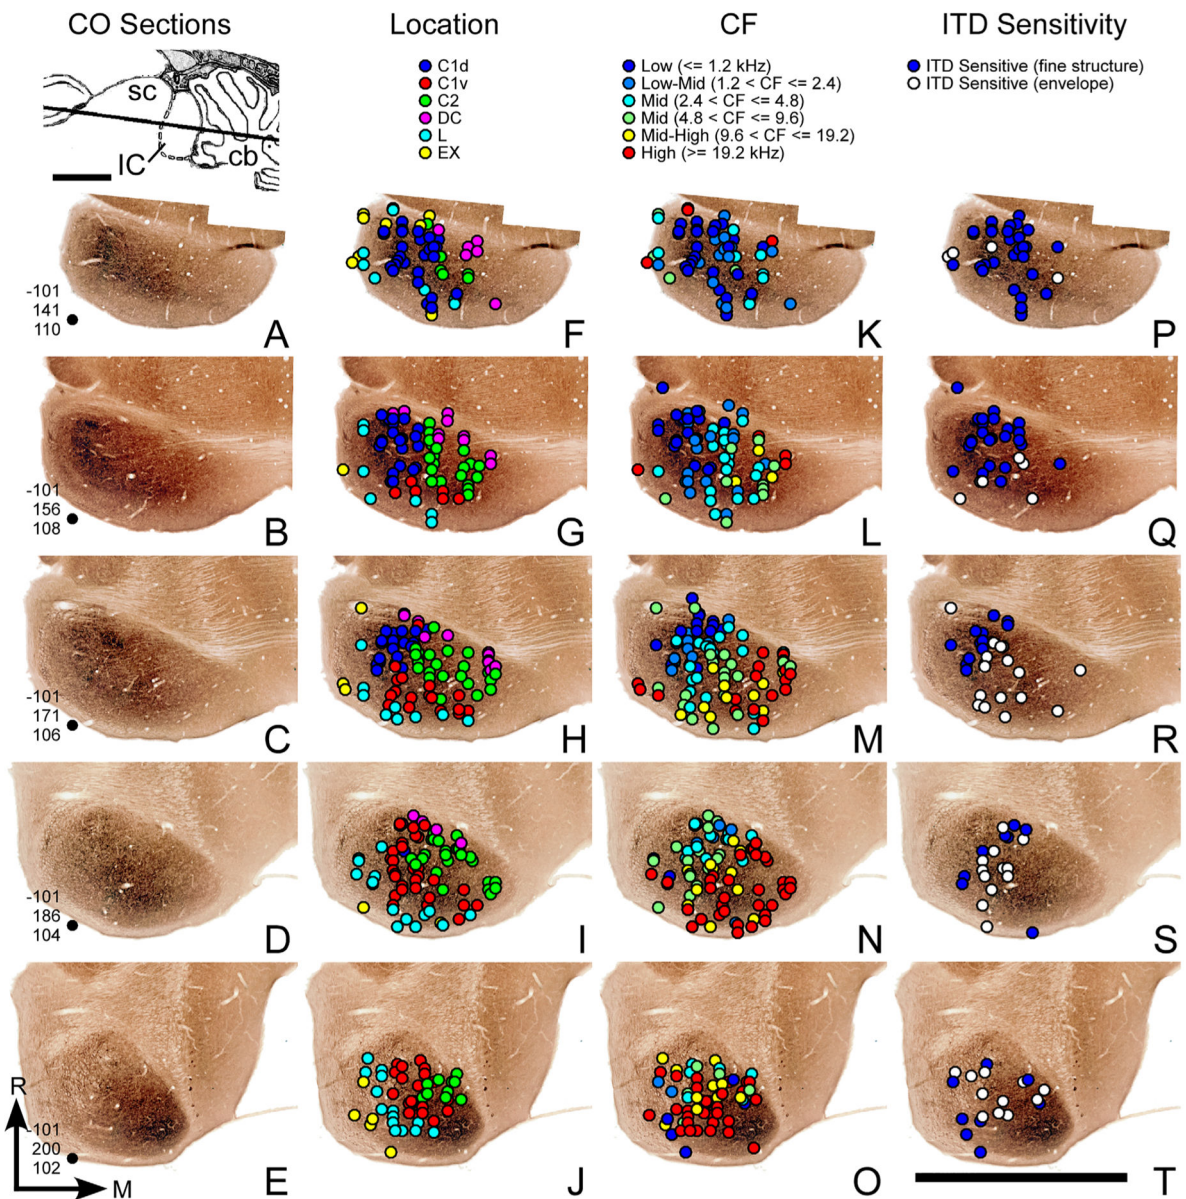 CO Sections
Location
CF
ITD Sensitivity
SC
IC
cb
C1d
C1v
C2
DC
L
EX
Low (<= 1.2 kHz)
Low-Mid (1.2 < CF <= 2.4)
Mid (2.4 < CF <= 4.8)
Mid (4.8 < CF <= 9.6)
Mid-High (9.6 < CF <= 19.2)
High (>= 19.2 kHz)
ITD Sensitive (fine structure)
ITD Sensitive (envelope)
-101
141
110
A
F
K
P
-101
156
108
B
G
L
Q
-101
171
106
C
H
M
R
-101
186
104
D
I
N
S
R
-101
200
102
M
E
J
O
T